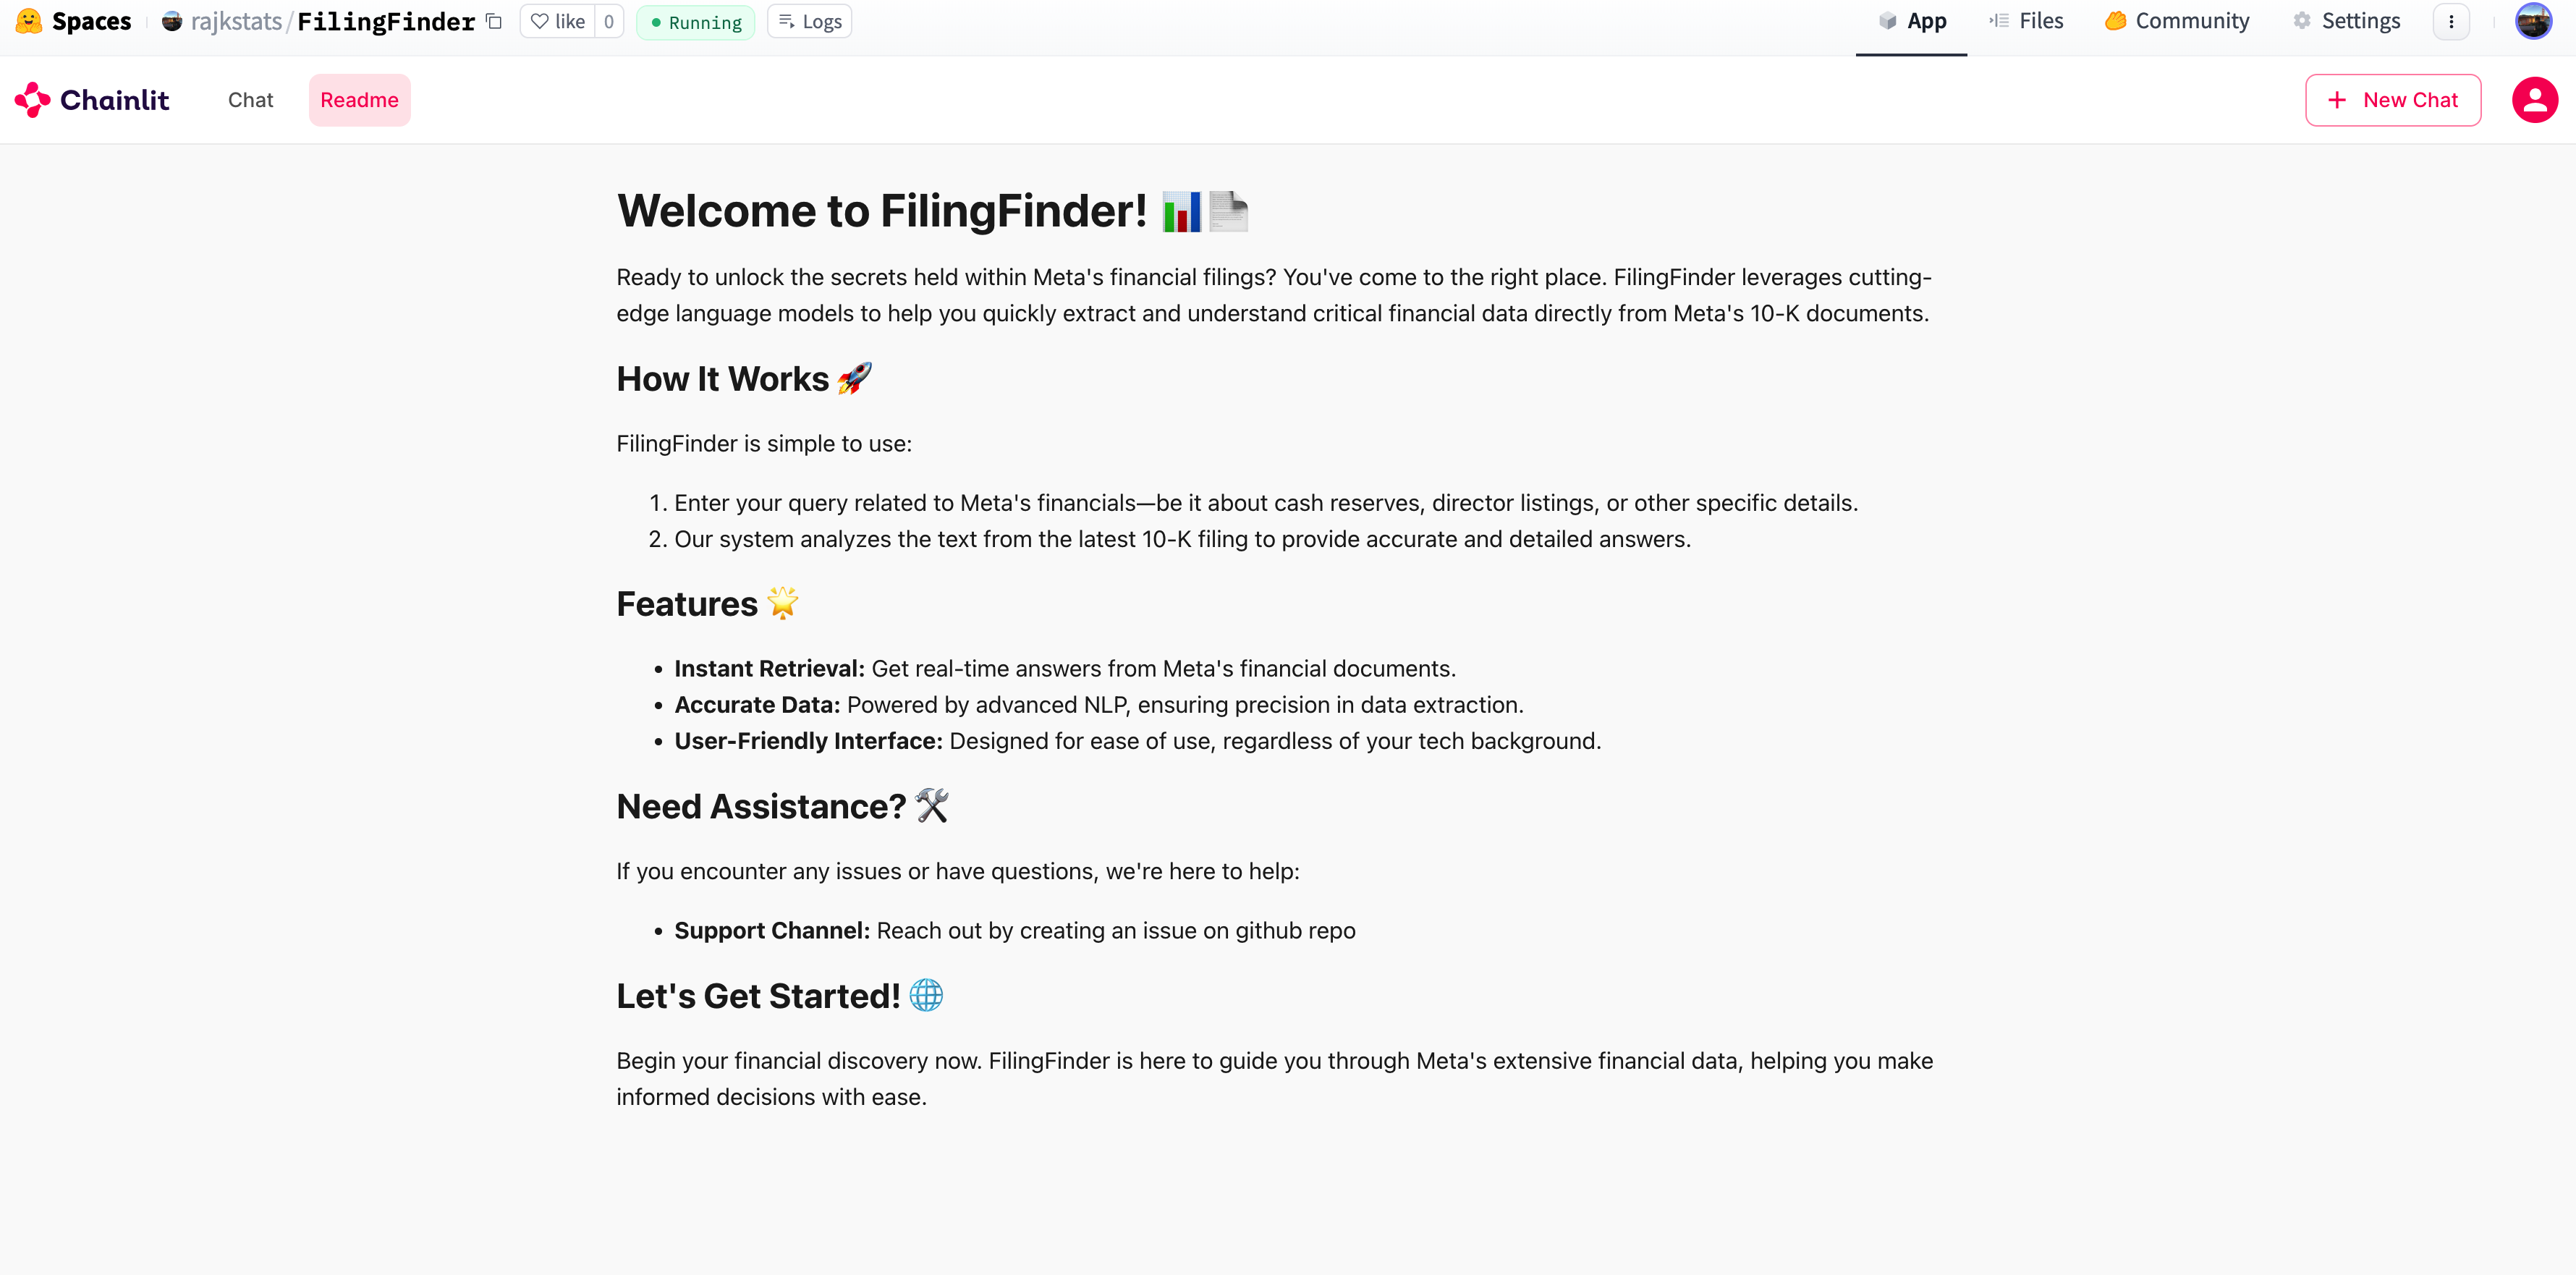 Spaces rajkstats/FilingFinder like 0 Running Logs App Files Community Settings
Chainlit Chat Readme + New Chat
Welcome to FilingFinder! 📊📄
Ready to unlock the secrets held within Meta's financial filings? You've come to the right place. FilingFinder leverages cutting-
edge language models to help you quickly extract and understand critical financial data directly from Meta's 10-K documents.
How It Works 🚀
FilingFinder is simple to use:
1. Enter your query related to Meta's financials—be it about cash reserves, director listings, or other specific details.
2. Our system analyzes the text from the latest 10-K filing to provide accurate and detailed answers.
Features 🌟
• Instant Retrieval: Get real-time answers from Meta's financial documents.
• Accurate Data: Powered by advanced NLP, ensuring precision in data extraction.
• User-Friendly Interface: Designed for ease of use, regardless of your tech background.
Need Assistance? 🛠️
If you encounter any issues or have questions, we're here to help:
• Support Channel: Reach out by creating an issue on github repo
Let's Get Started! 🌐
Begin your financial discovery now. FilingFinder is here to guide you through Meta's extensive financial data, helping you make
informed decisions with ease.